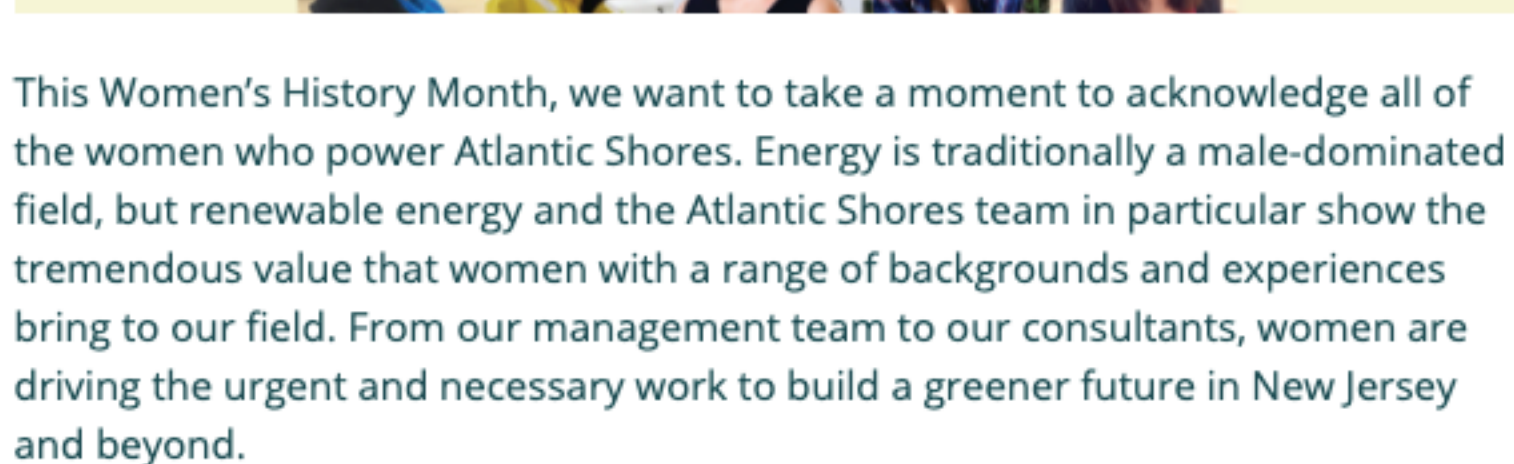 This Women’s History Month, we want to take a moment to acknowledge all of
the women who power Atlantic Shores. Energy is traditionally a male-dominated
field, but renewable energy and the Atlantic Shores team in particular show the
tremendous value that women with a range of backgrounds and experiences
bring to our field. From our management team to our consultants, women are
driving the urgent and necessary work to build a greener future in New Jersey
and beyond.